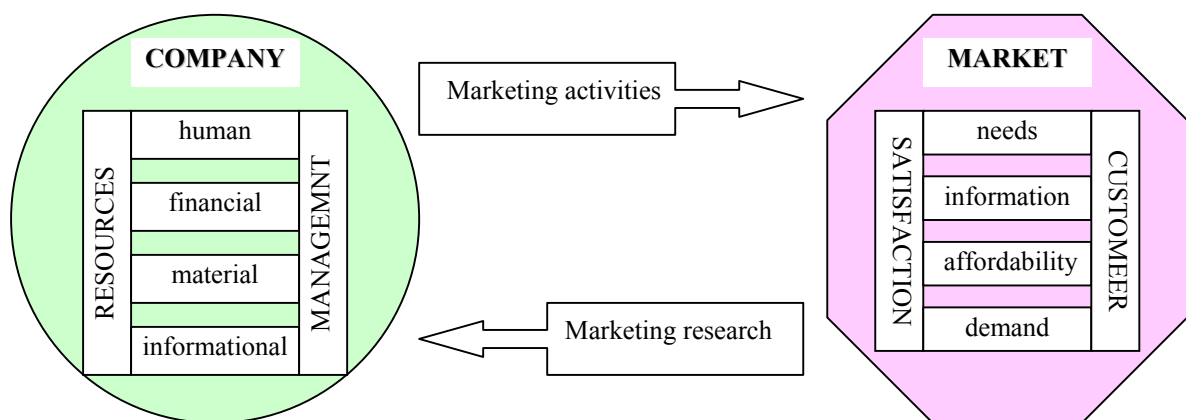 COMPANY
RESOURCES
human
financial
material
informational
MANAGEMNT
Marketing activities
Marketing research
MARKET
SATISFACTION
needs
information
affordability
demand
CUSTOMEER